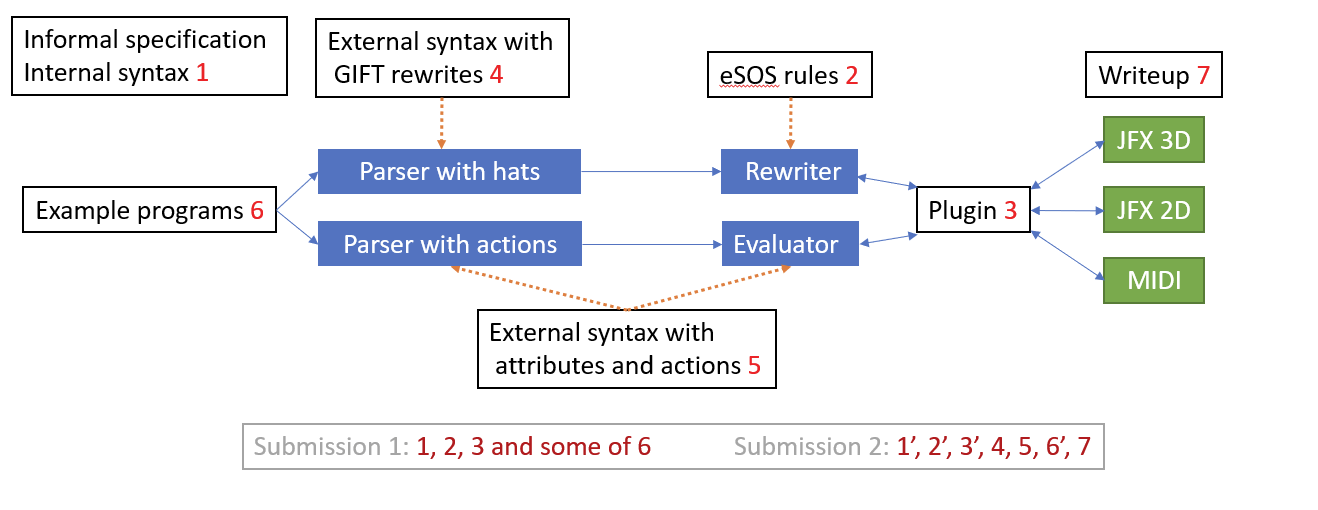 Informal specification
Internal syntax 1
External syntax with
GIFT rewrites 4
eSOS rules 2
Writeup 7
JFX 3D
Parser with hats
Rewriter
Example programs 6
Plugin 3
JFX 2D
Parser with actions
Evaluator
MIDI
External syntax with
attributes and actions 5
Submission 1: 1, 2, 3 and some of 6
Submission 2: 1’, 2’, 3’, 4, 5, 6’, 7